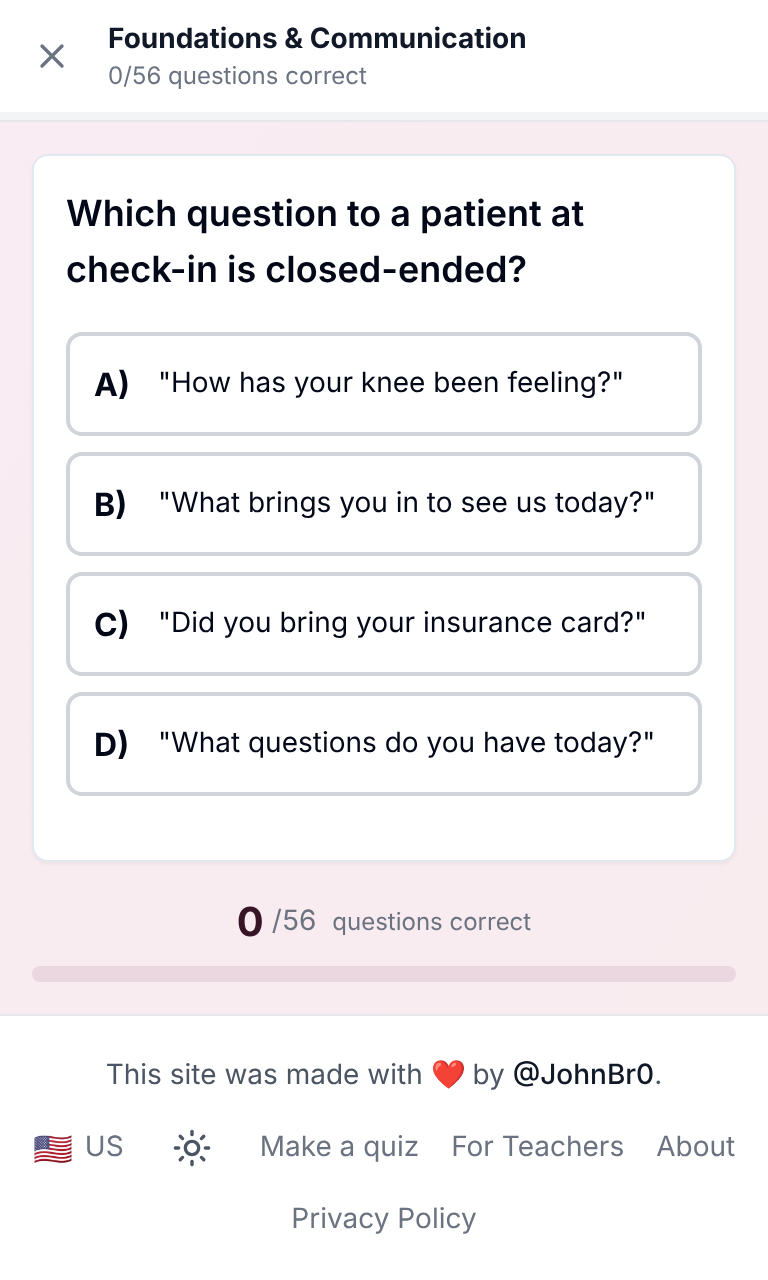 Foundations & Communication
0/56 questions correct
Which question to a patient at
check-in is closed-ended?
A) "How has your knee been feeling?"
B) "What brings you in to see us today?"
C) "Did you bring your insurance card?"
D) "What questions do you have today?"
0 /56 questions correct
This site was made with ❤️ by @JohnBr0.
🇺🇸 US Make a quiz For Teachers About
Privacy Policy